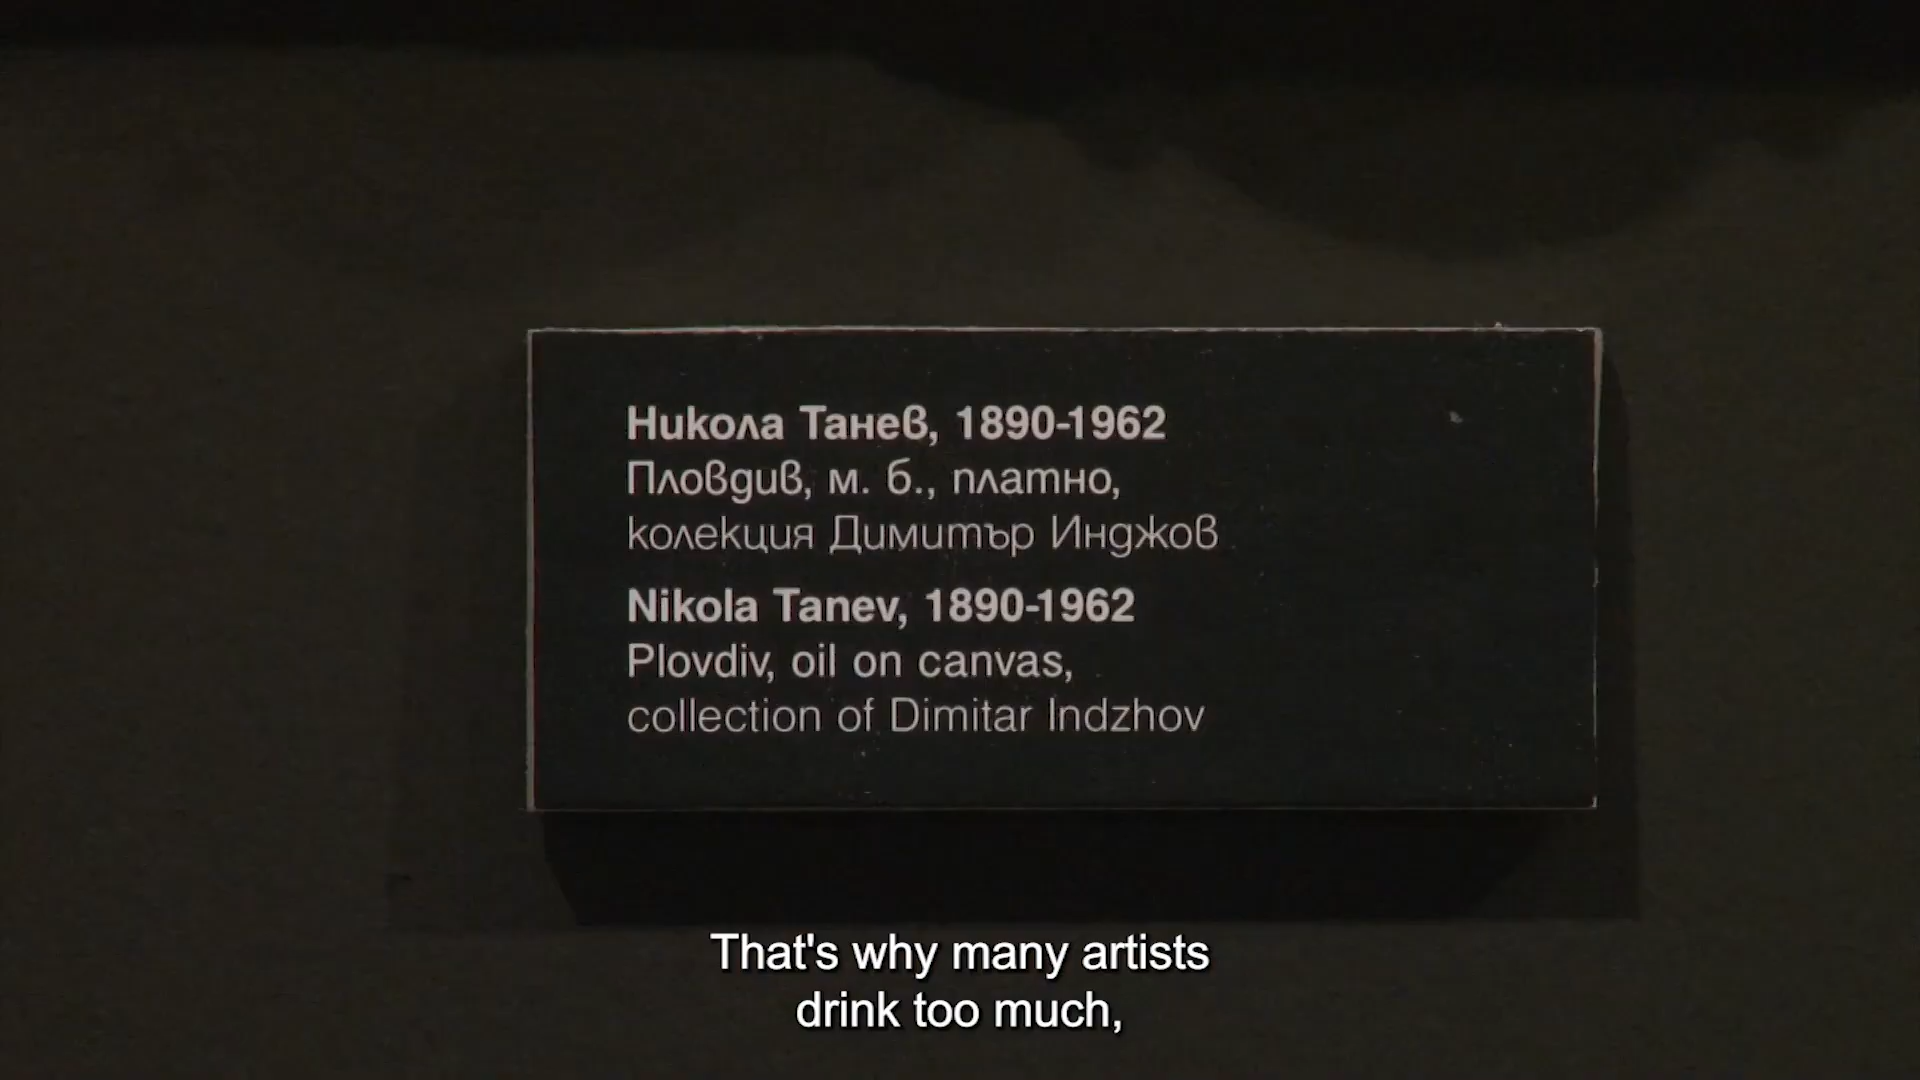 Никола Танев, 1890-1962
Пловдив, м. б., платно,
колекция Димитър Инджов
Nikola Tanev, 1890-1962
Plovdiv, oil on canvas,
collection of Dimitar Indzhov
That's why many artists
drink too much,